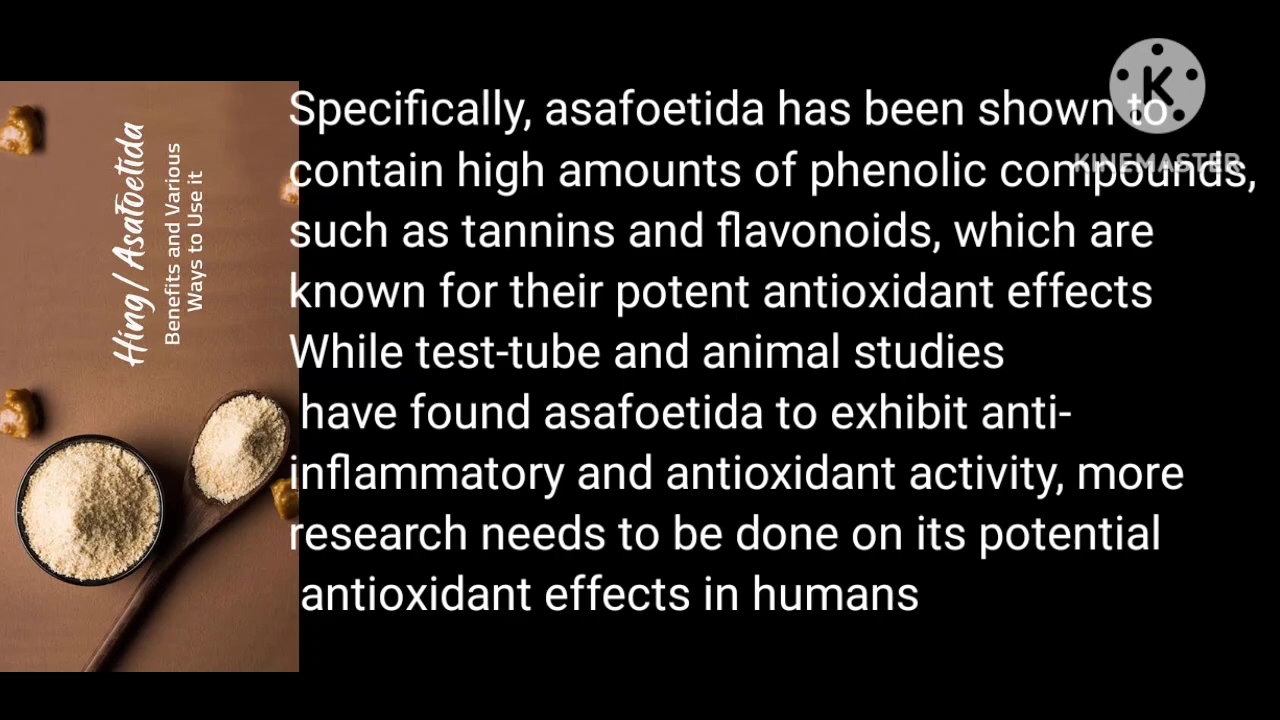 Hing/ Asafoetida
Benefits and Various
Ways to Use it
Specifically, asafoetida has been shown to
contain high amounts of phenolic compounds,
such as tannins and flavonoids, which are
known for their potent antioxidant effects
While test-tube and animal studies
have found asafoetida to exhibit anti-
inflammatory and antioxidant activity, more
research needs to be done on its potential
antioxidant effects in humans
K
KINEMASTER